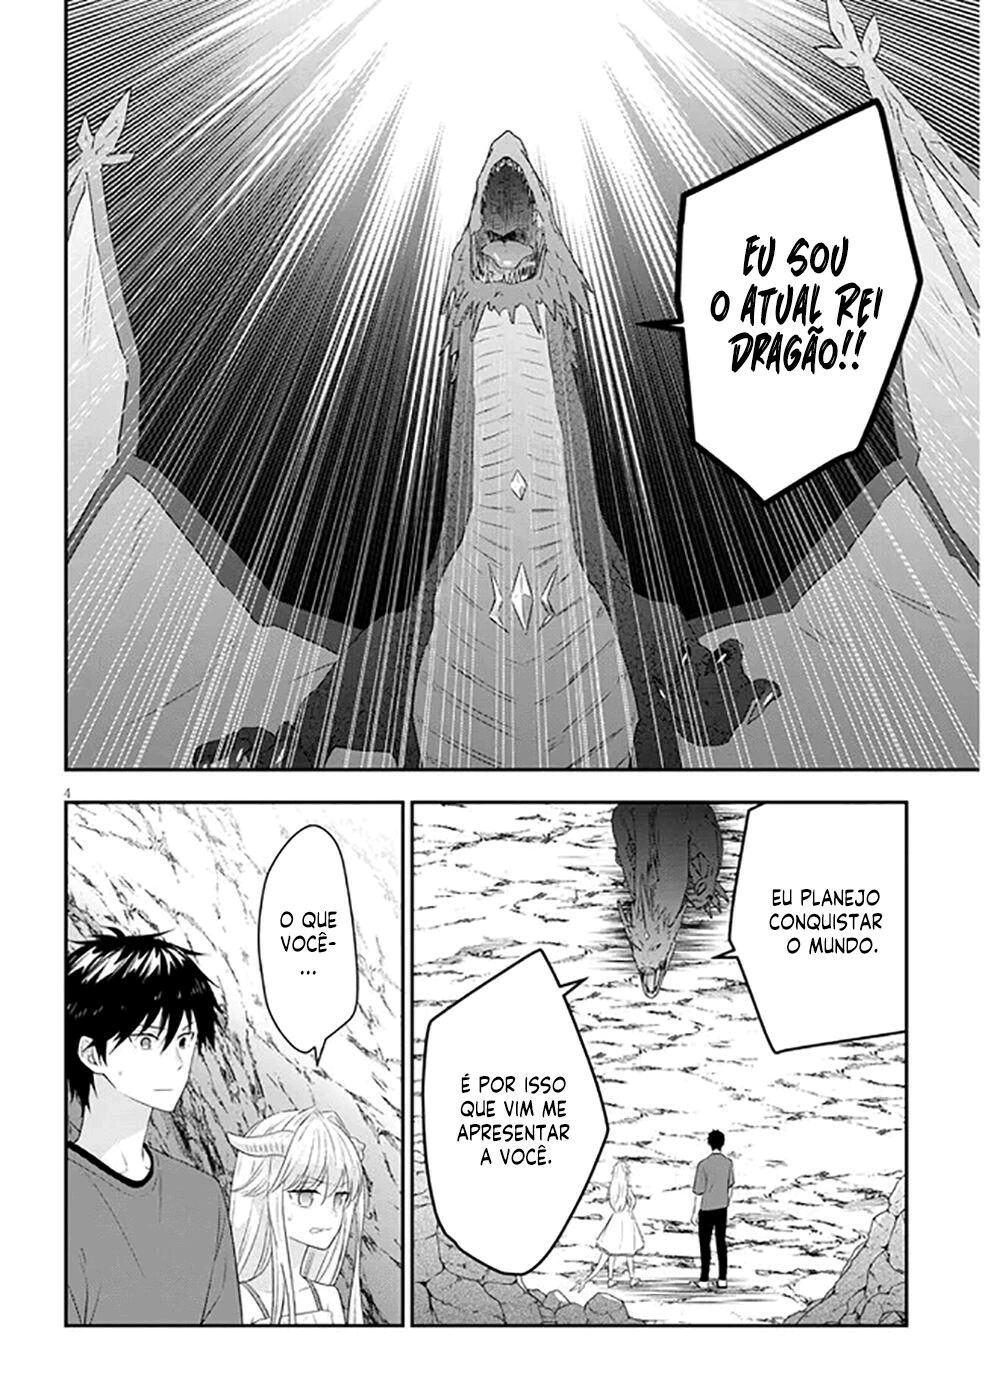 EU SOU
O ATUAL REI
DRAGÃO!!
4
EU PLANEJO
CONQUISTAR
O MUNDO.
É POR ISSO
QUE VIM ME
APRESENTAR
A VOCÊ.
O QUE
VOCÊ-
...